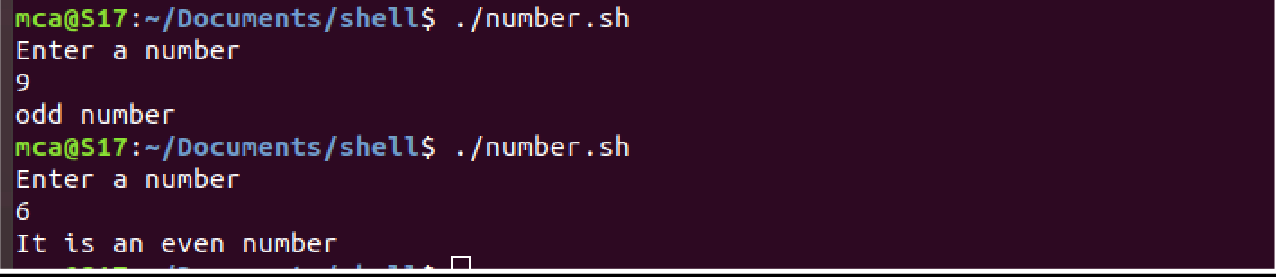 mca@S17:~/Documents/shell$ ./number.sh
Enter a number
9
odd number
mca@S17:~/Documents/shell$ ./number.sh
Enter a number
6
It is an even number